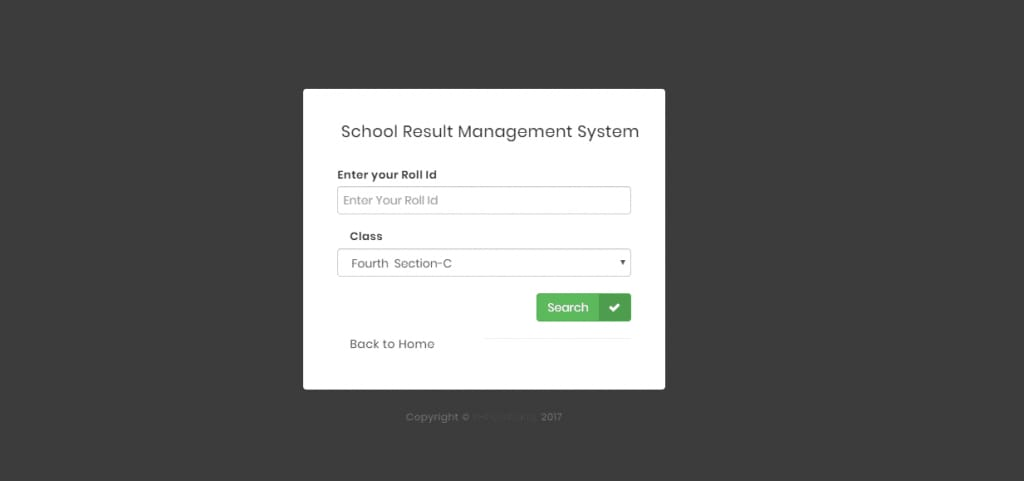 School Result Management System
Enter your Roll Id
Enter Your Roll Id
Class
Fourth Section-C
Search
Back to Home
Copyright © 2017